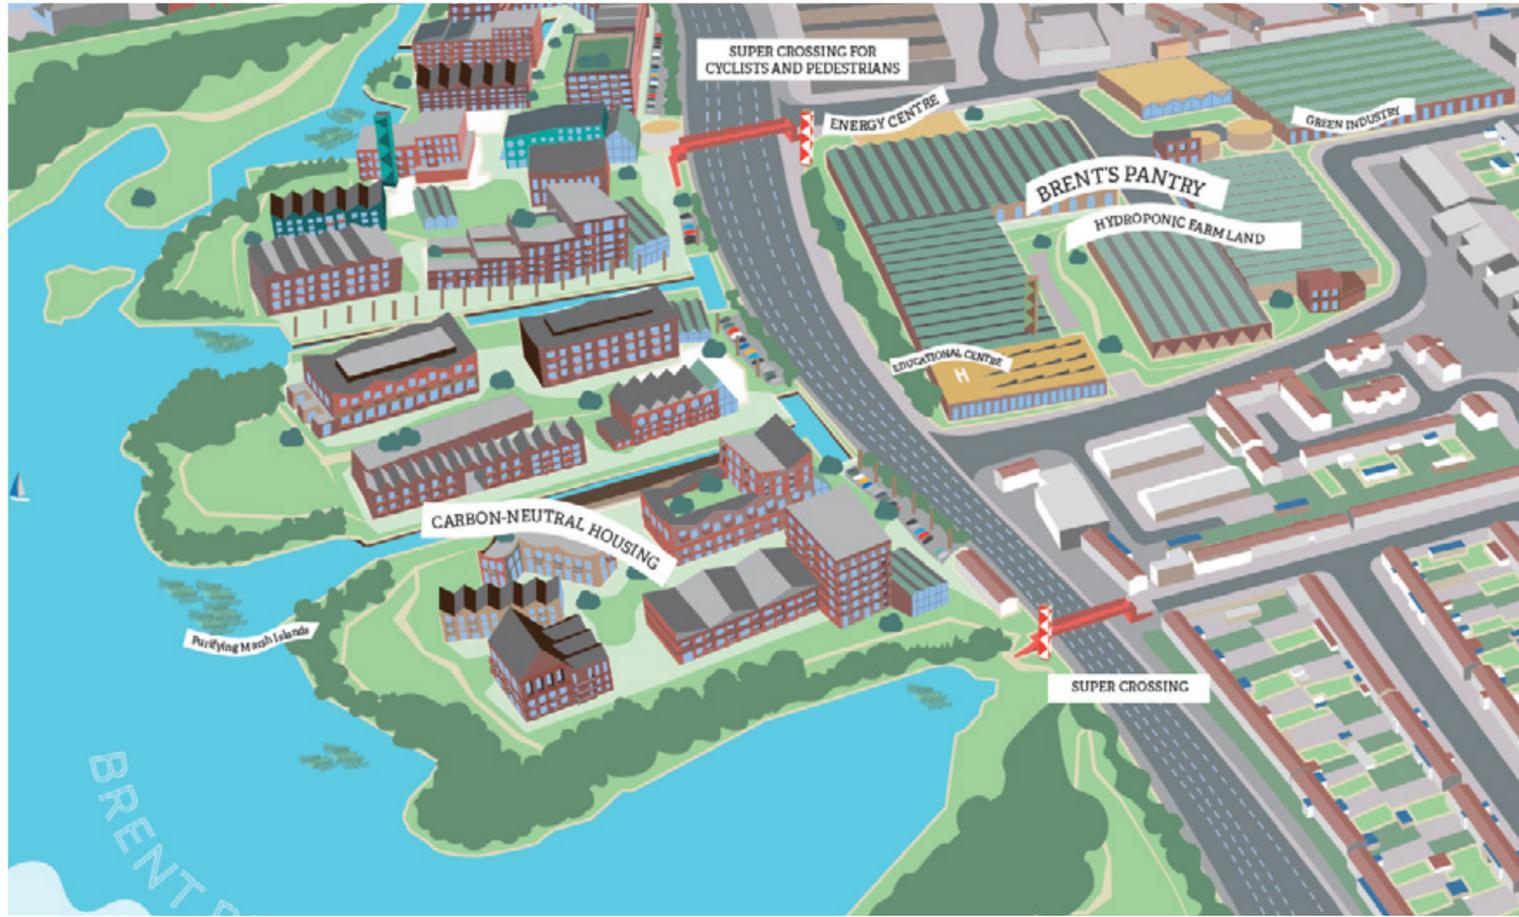 SUPER CROSSING FOR
CYCLISTS AND PEDESTRIANS
ENERGY CENTRE
GREEN INDUSTRY
BRENT'S PANTRY
HYDROPONIC FARM LAND
EDUCATIONAL CENTRE
H
CARBON-NEUTRAL HOUSING
Purifying Marsh Islands
SUPER CROSSING
BRENT